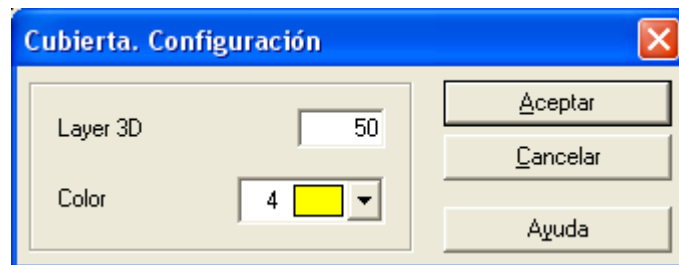 Cubierta. Configuración
Layer 3D 50
Color 4
Aceptar
Cancelar
Ayuda